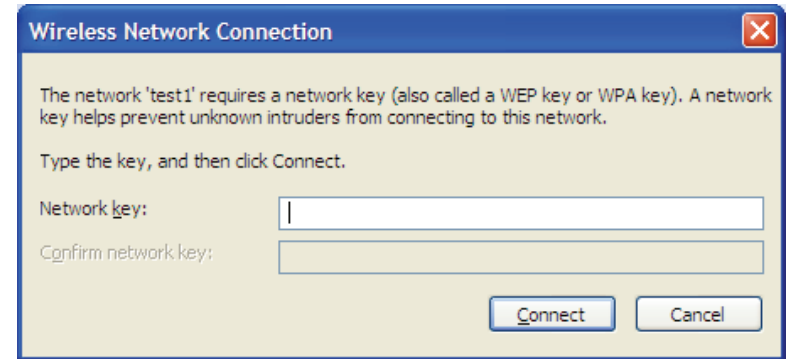 Wireless Network Connection
The network 'test1' requires a network key (also called a WEP key or WPA key). A network
key helps prevent unknown intruders from connecting to this network.
Type the key, and then click Connect.
Network key:
Confirm network key:
Connect Cancel